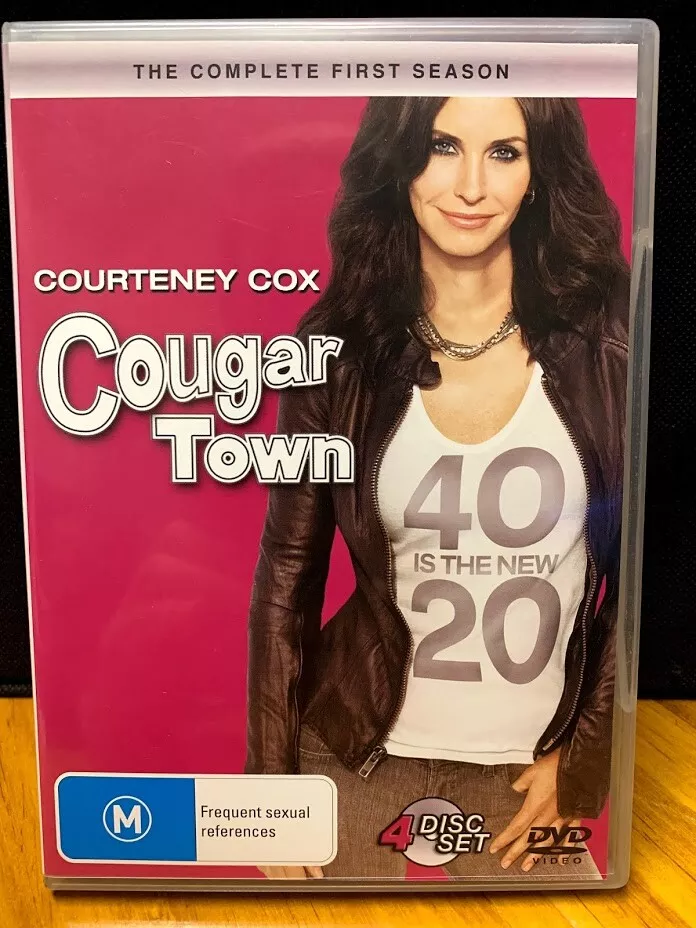 THE COMPLETE FIRST SEASON
COURTENEY COX
Cougar
Town
40
IS THE NEW
20
M
Frequent sexual
references
4 DISC
SET
DVD
VIDEO